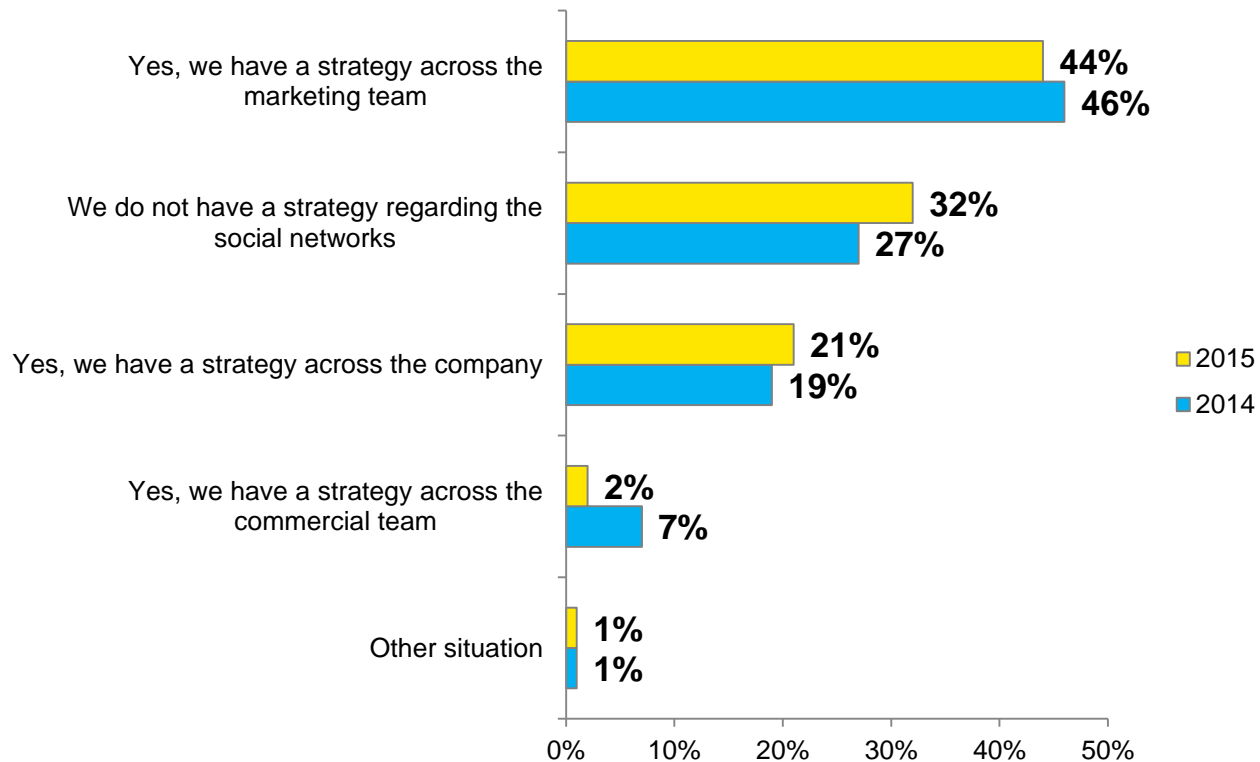 Yes, we have a strategy across the
marketing team
44%
46%
We do not have a strategy regarding the
social networks
32%
27%
Yes, we have a strategy across the company
21%
19%
2015
2014
Yes, we have a strategy across the
commercial team
2%
7%
Other situation
1%
1%
0% 10% 20% 30% 40% 50%